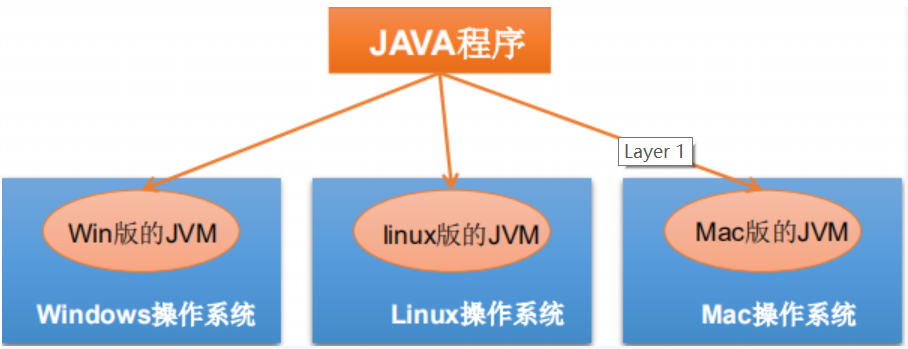 JAVA程序
Layer 1
Win版的JVM
linux版的JVM
Mac版的JVM
Windows操作系统
Linux操作系统
Mac操作系统